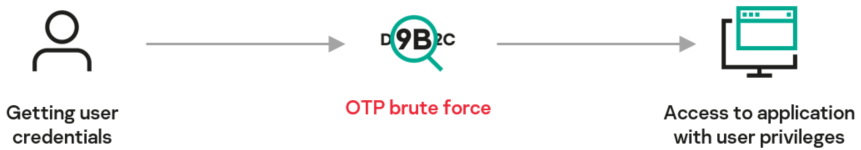 D9B2C
Getting user
credentials
OTP brute force
Access to application
with user privileges